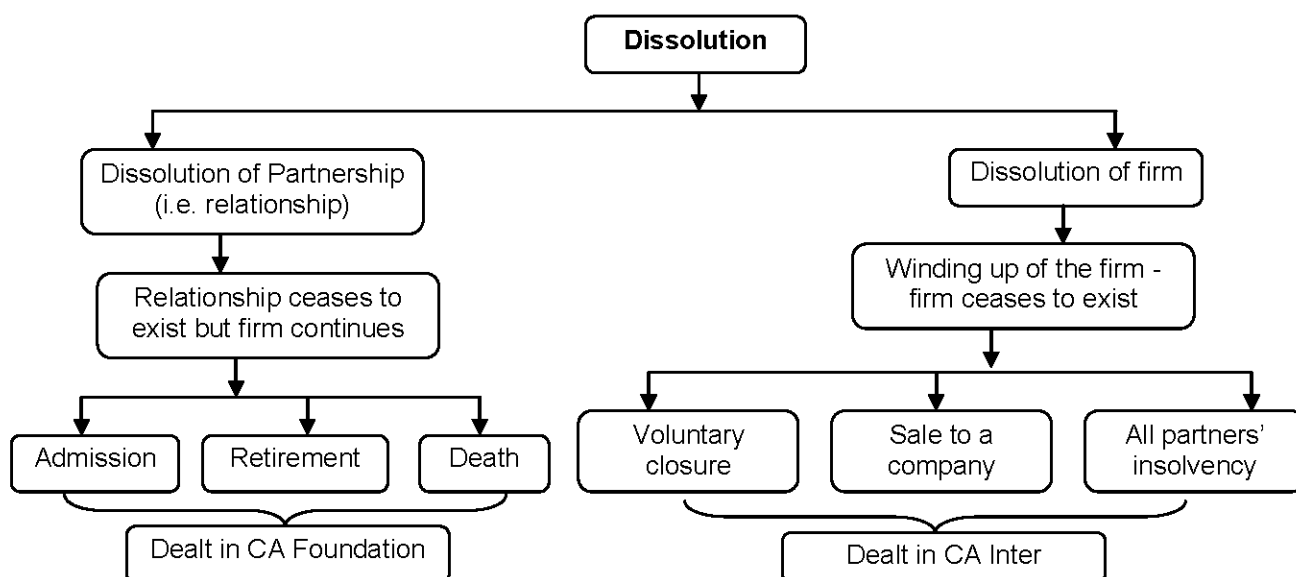 Dissolution
Dissolution of Partnership
(i.e. relationship)
Relationship ceases to
exist but firm continues
Admission
Retirement
Death
Dealt in CA Foundation
Dissolution of firm
Winding up of the firm -
firm ceases to exist
Voluntary
closure
Sale to a
company
All partners’
insolvency
Dealt in CA Inter